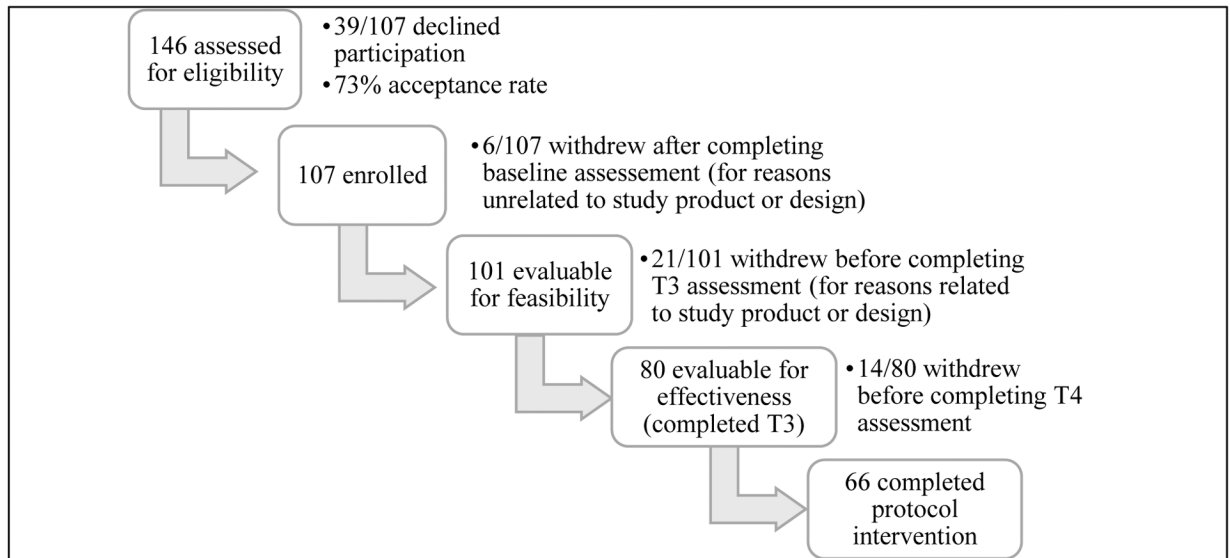 146 assessed
for eligibility
• 39/107 declined
participation
• 73% acceptance rate
107 enrolled
• 6/107 withdrew after completing
baseline assessement (for reasons
unrelated to study product or design)
101 evaluable
for feasibility
• 21/101 withdrew before completing
T3 assessment (for reasons related
to study product or design)
80 evaluable for
effectiveness
(completed T3)
• 14/80 withdrew
before completing T4
assessment
66 completed
protocol
intervention